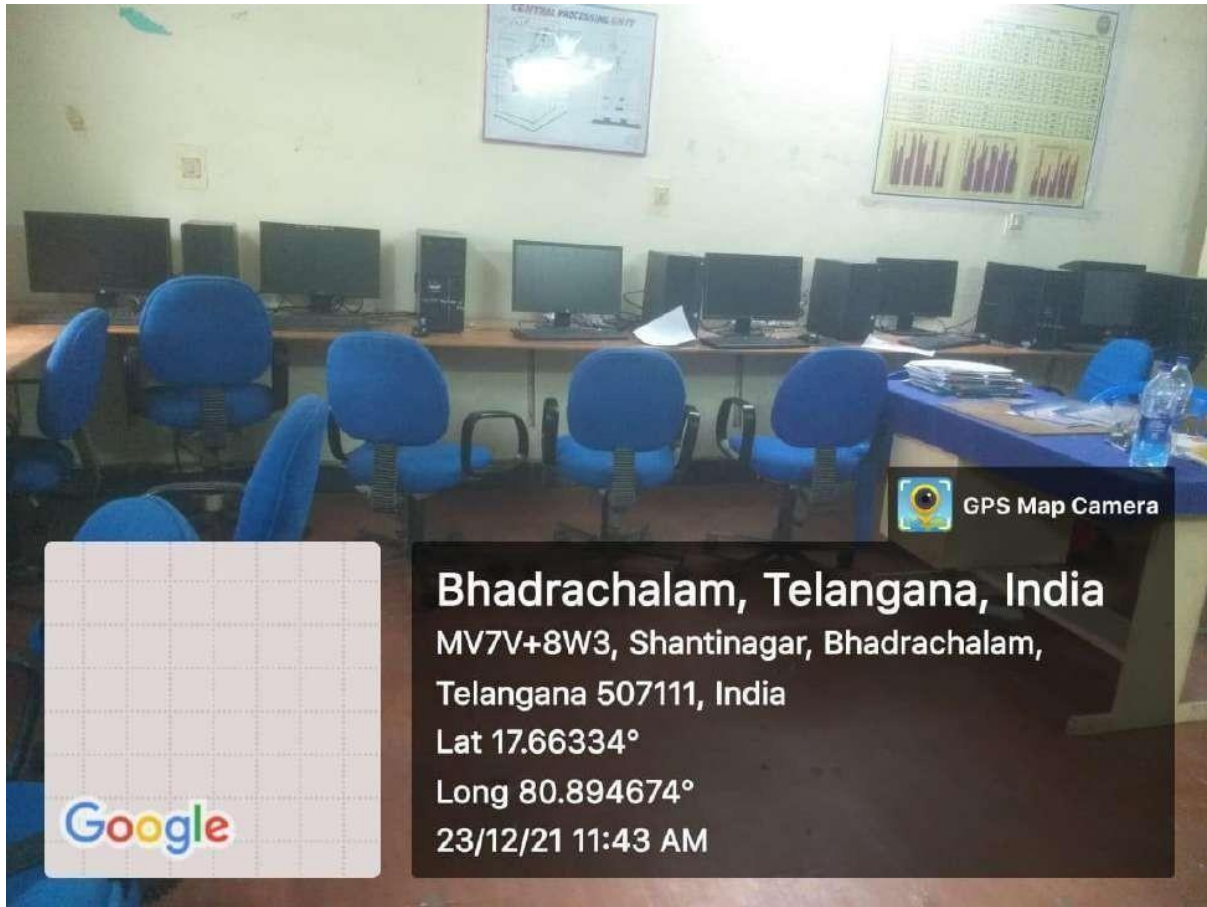 CENTRAL PROCESSING UNIT
GPS Map Camera
Bhadrachalam, Telangana, India
MV7V+8W3, Shantinagar, Bhadrachalam,
Telangana 507111, India
Lat 17.66334°
Long 80.894674°
23/12/21 11:43 AM
Google